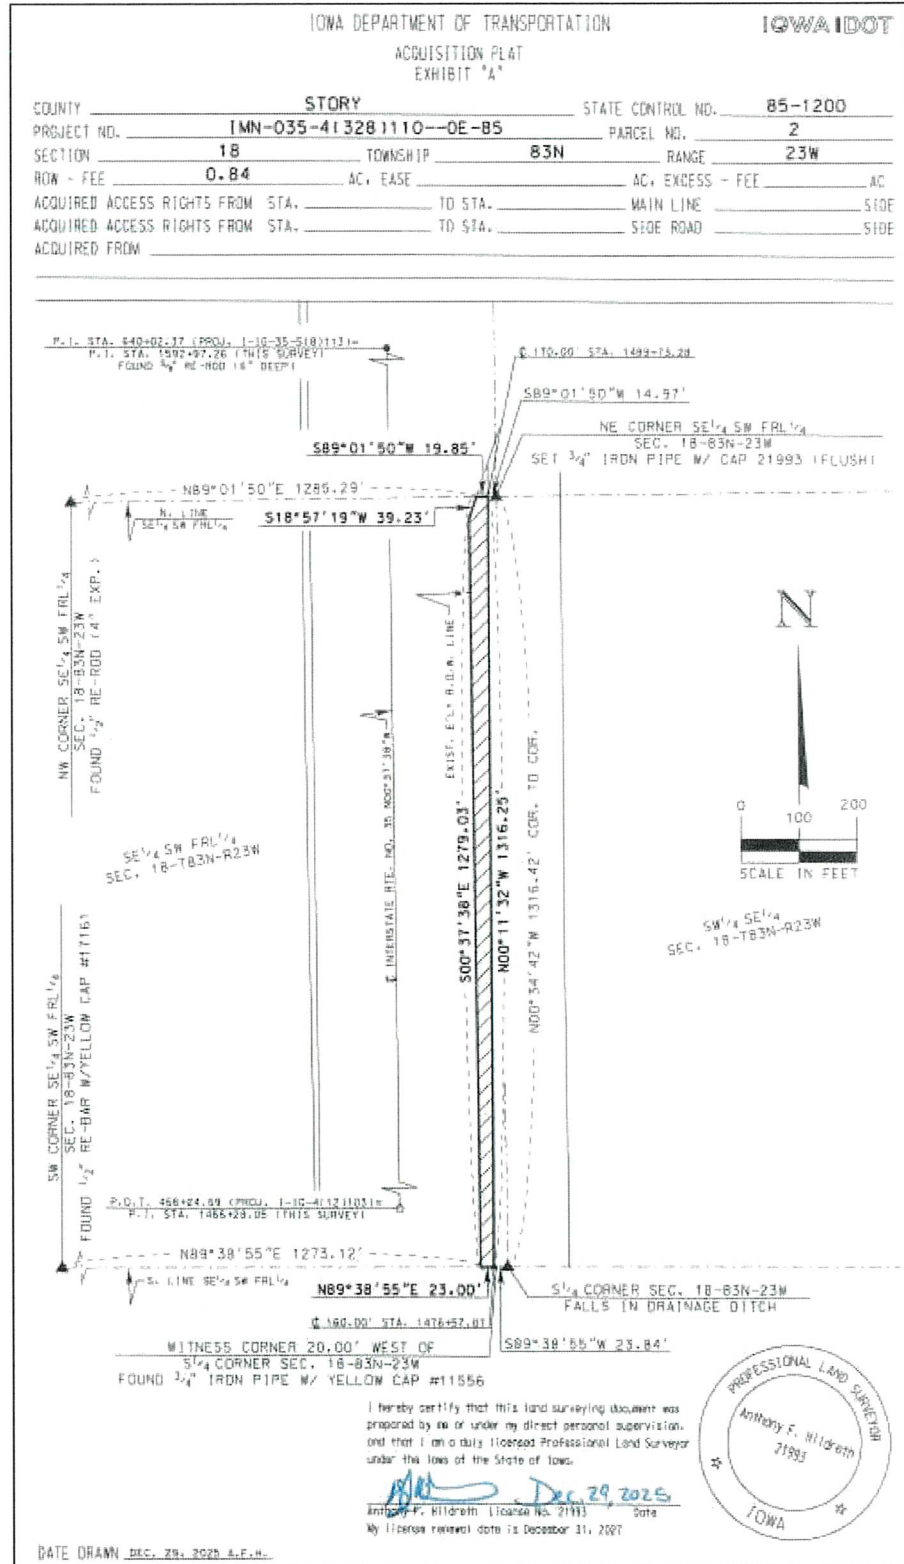 IOWA DEPARTMENT OF TRANSPORTATION
IOWA DOT
ACQUISITION PLAT
EXHIBIT "A"
COUNTY STORY STATE CONTROL NO. 85-1200
PROJECT NO. IMN-035-4(328)110--0E-85 PARCEL NO. 2
SECTION 18 TOWNSHIP 83N RANGE 23W
ROW - FEE 0.84 AC, EASE AC, EXCESS - FEE AC
ACQUIRED ACCESS RIGHTS FROM STA. TO STA. MAIN LINE SIDE
ACQUIRED ACCESS RIGHTS FROM STA. TO STA. SIDE ROAD SIDE
ACQUIRED FROM
P.I. STA. 640+02.37 (PROJ. I-IG-35-5(8)113)=
P.I. STA. 1592+97.26 (THIS SURVEY)
FOUND 5/8" RE-ROD (6" DEEP)
℄ 170.00' STA. 1489+73.28
S89°01'50"W 14.97'
NE CORNER SE1/4 SW FRL1/4
SEC. 18-83N-23W
SET 3/4" IRON PIPE W/ CAP 21993 (FLUSH)
S89°01'50"W 19.85'
N89°01'50"E 1285.29'
N. LINE
SE1/4 SW FRL1/4
S18°57'19"W 39.23'
NW CORNER SE1/4 SW FRL1/4
SEC. 18-83N-23W
FOUND 1/2" RE-ROD (4" EXP.)
EXIST. E'LY R.O.W. LINE
℄ INTERSTATE RTE. NO. 35 N00°31'38"W
S00°37'38"E 1279.03'
N00°11'32"W 1316.25'
N00°34'42"W 1316.42' COR. TO COR.
N
0 100 200
SCALE IN FEET
SE1/4 SW FRL1/4
SEC. 18-T83N-R23W
SW1/4 SE1/4
SEC. 18-T83N-R23W
SW CORNER SE1/4 SW FRL1/4
SEC. 18-83N-23W
FOUND 1/2" RE-BAR W/YELLOW CAP #17161
P.O.T. 466+24.69 (PROJ. I-IG-4(12)103)=
P.I. STA. 1466+29.05 (THIS SURVEY)
N89°38'55"E 1273.12'
S. LINE SE1/4 SW FRL1/4
N89°38'55"E 23.00'
S1/4 CORNER SEC. 18-83N-23W
FALLS IN DRAINAGE DITCH
℄ 160.00' STA. 1476+57.01
S89°38'55"W 23.84'
WITNESS CORNER 20.00' WEST OF
S1/4 CORNER SEC. 18-83N-23W
FOUND 3/4" IRON PIPE W/ YELLOW CAP #11556
I hereby certify that this land surveying document was
prepared by me or under my direct personal supervision,
and that I am a duly licensed Professional Land Surveyor
under the laws of the State of Iowa.
Dec. 29, 2025
Anthony F. Hildreth License No. 21993 Date
My license renewal date is December 31, 2027
PROFESSIONAL LAND SURVEYOR
Anthony F. Hildreth
21993
IOWA
DATE DRAWN DEC. 29, 2025 A.F.H.